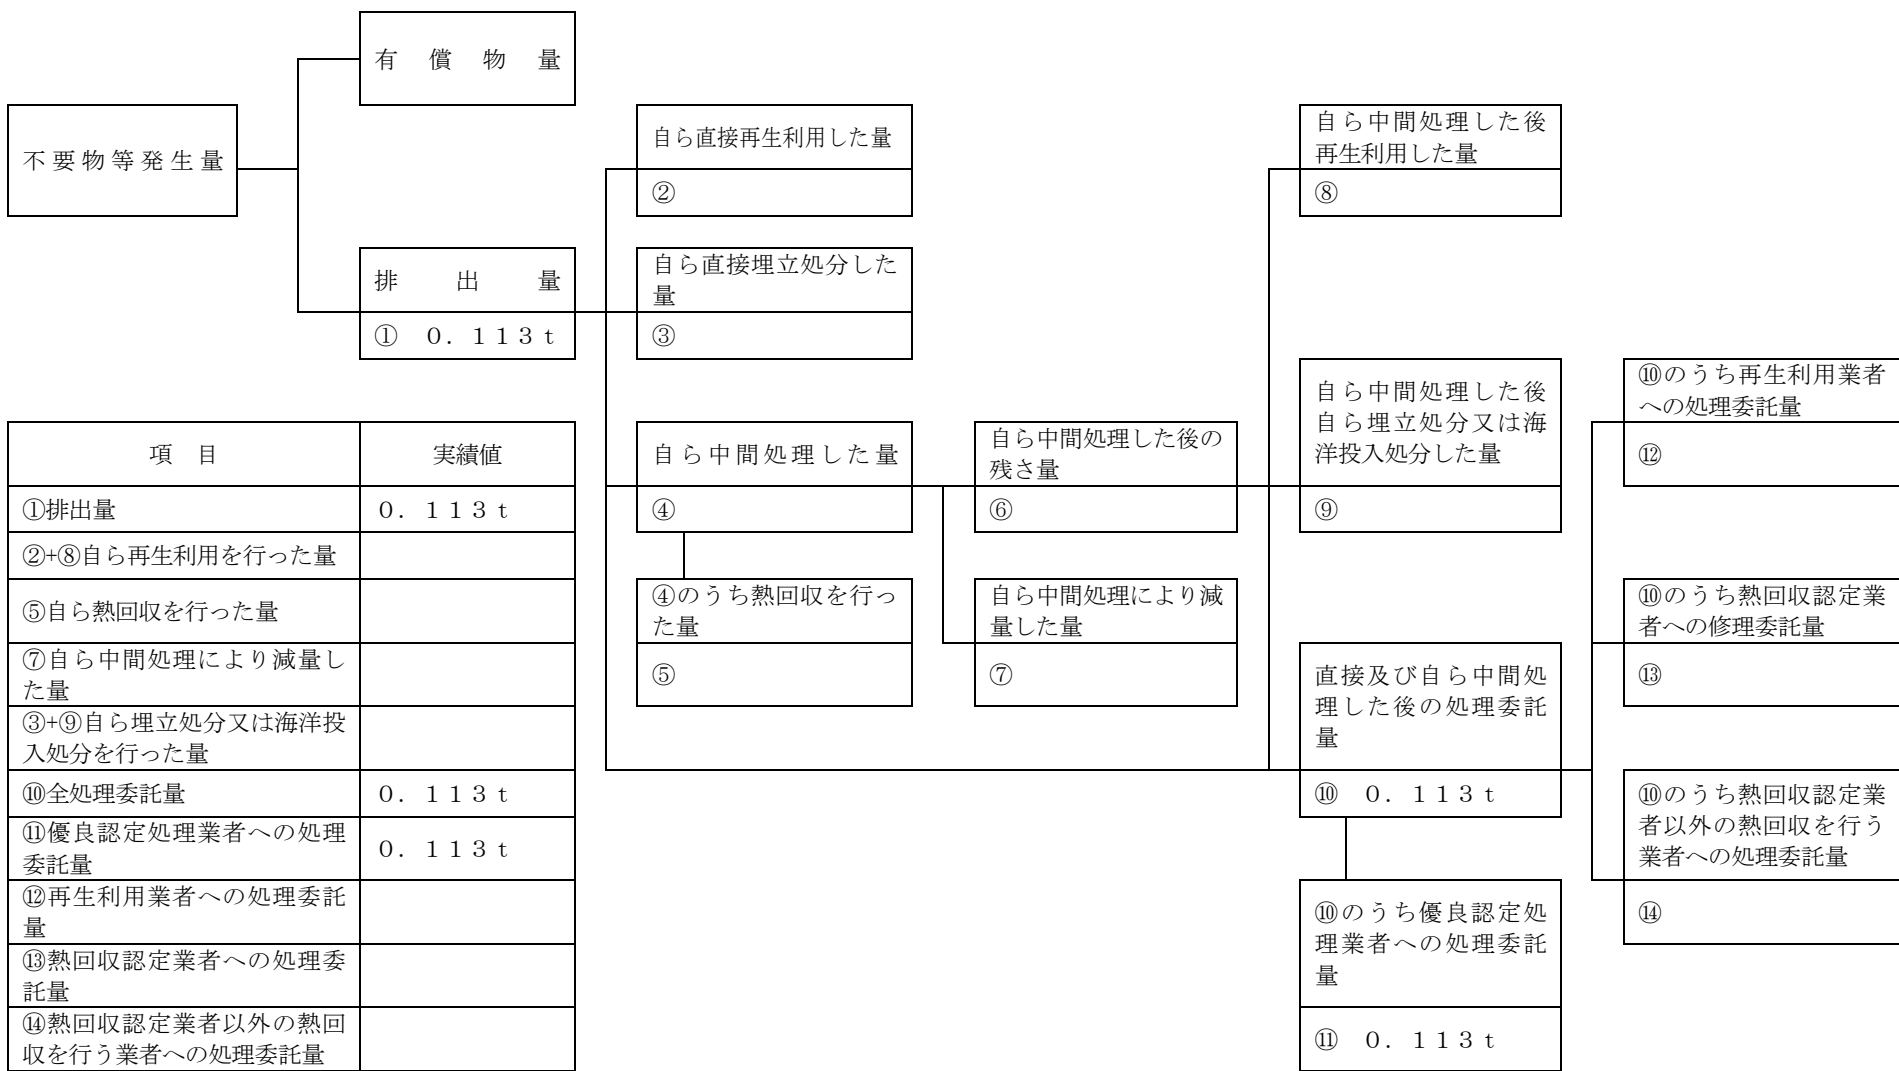 有償物量
不要物等発生量
排出量
① 0．113t
自ら直接再生利用した量
②
自ら直接埋立処分した
量
③
自ら中間処理した量
④
④のうち熱回収を行っ
た量
⑤
自ら中間処理した後の
残さ量
⑥
自ら中間処理により減
量した量
⑦
自ら中間処理した後
再生利用した量
⑧
自ら中間処理した後
自ら埋立処分又は海
洋投入処分した量
⑨
直接及び自ら中間処
理した後の処理委託
量
⑩ 0．113t
⑩のうち優良認定処
理業者への処理委託
量
⑪ 0．113t
⑩のうち再生利用業者
への処理委託量
⑫
⑩のうち熱回収認定業
者への修理委託量
⑬
⑩のうち熱回収認定業
者以外の熱回収を行う
業者への処理委託量
⑭
項 目 実績値
①排出量 0．113t
②+⑧自ら再生利用を行った量
⑤自ら熱回収を行った量
⑦自ら中間処理により減量し
た量
③+⑨自ら埋立処分又は海洋投
入処分を行った量
⑩全処理委託量 0．113t
⑪優良認定処理業者への処理
委託量 0．113t
⑫再生利用業者への処理委託
量
⑬熱回収認定業者への処理委
託量
⑭熱回収認定業者以外の熱回
収を行う業者への処理委託量